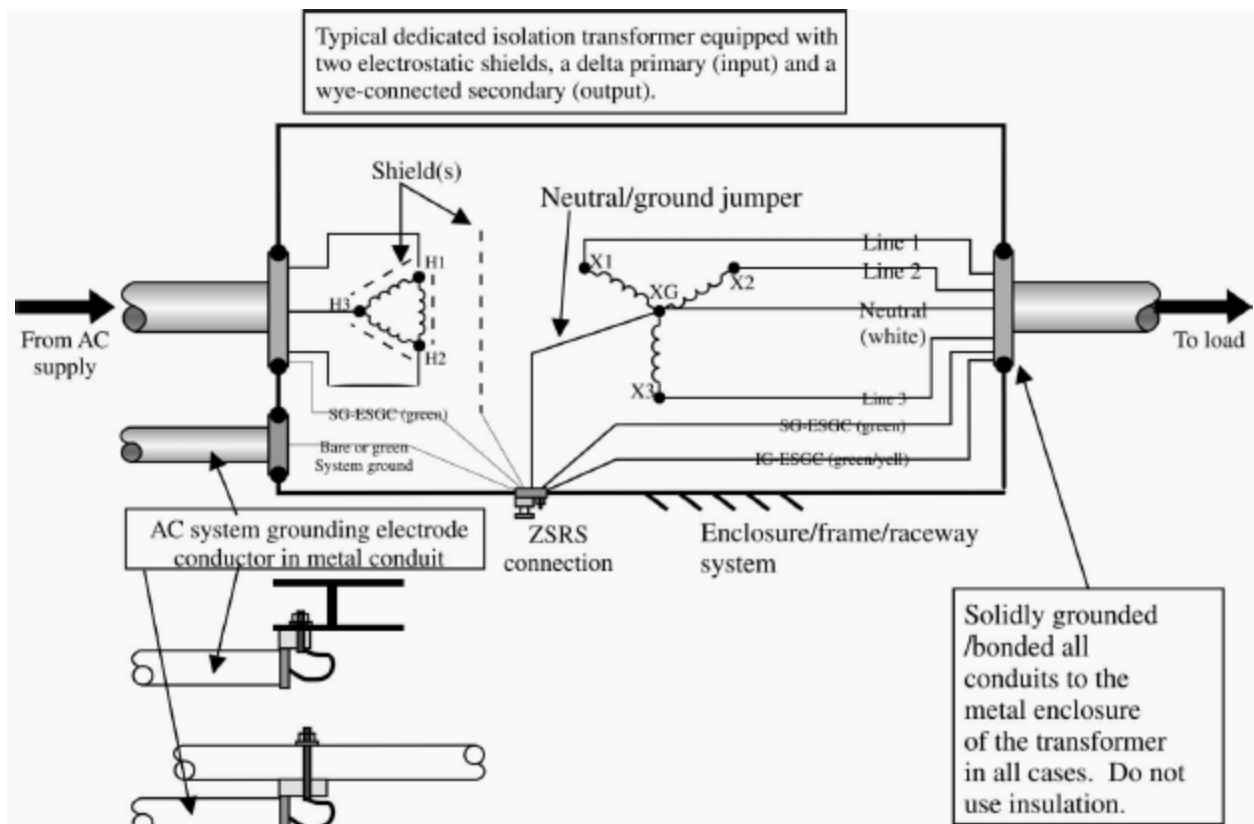 Typical dedicated isolation transformer equipped with
two electrostatic shields, a delta primary (input) and a
wye-connected secondary (output).
Shield(s)
Neutral/ground jumper
Line 1
H1
X1
X2
Line 2
XG
H3
Neutral
(white)
From AC
supply
To load
H2
X3
Line 3
SG-ESGC (green)
SG-ESGC (green)
Bare or green
System ground
IG-ESGC (green/yell)
AC system grounding electrode
conductor in metal conduit
ZSRS
connection
Enclosure/frame/raceway
system
Solidly grounded
/bonded all
conduits to the
metal enclosure
of the transformer
in all cases. Do not
use insulation.